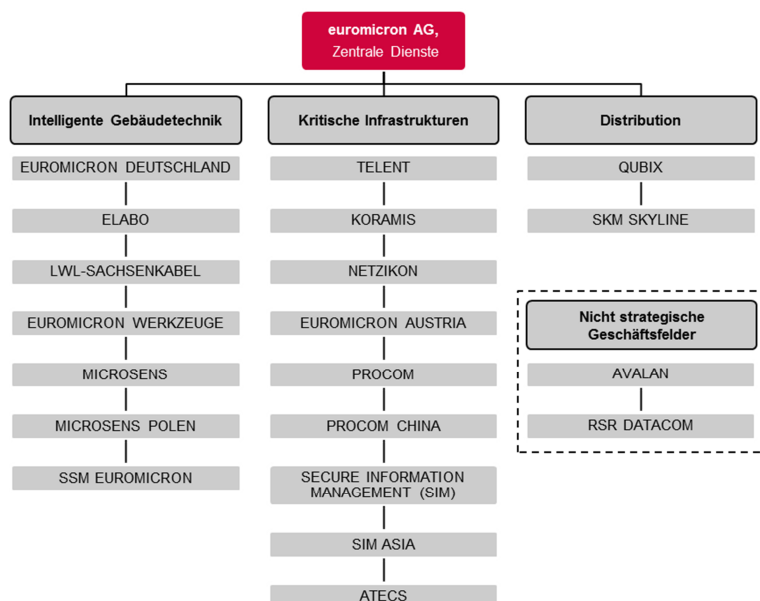 euromicron AG,
Zentrale Dienste
Intelligente Gebäudetechnik
EUROMICRON DEUTSCHLAND
ELABO
LWL-SACHSENKABEL
EUROMICRON WERKZEUGE
MICROSENS
MICROSENS POLEN
SSM EUROMICRON
Kritische Infrastrukturen
TELENT
KORAMIS
NETZIKON
EUROMICRON AUSTRIA
PROCOM
PROCOM CHINA
SECURE INFORMATION
MANAGEMENT (SIM)
SIM ASIA
ATECS
Distribution
QUBIX
SKM SKYLINE
Nicht strategische
Geschäftsfelder
AVALAN
RSR DATACOM